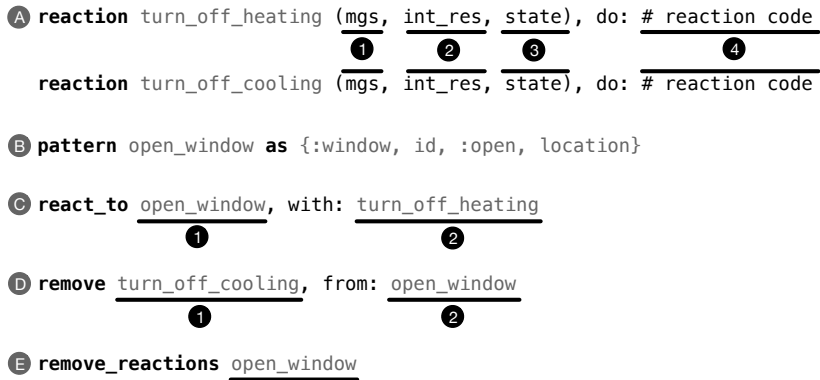 A reaction turn_off_heating (mgs, int_res, state), do: # reaction code
1 2 3 4
reaction turn_off_cooling (mgs, int_res, state), do: # reaction code
B pattern open_window as {:window, id, :open, location}
C react_to open_window, with: turn_off_heating
1 2
D remove turn_off_cooling, from: open_window
1 2
E remove_reactions open_window